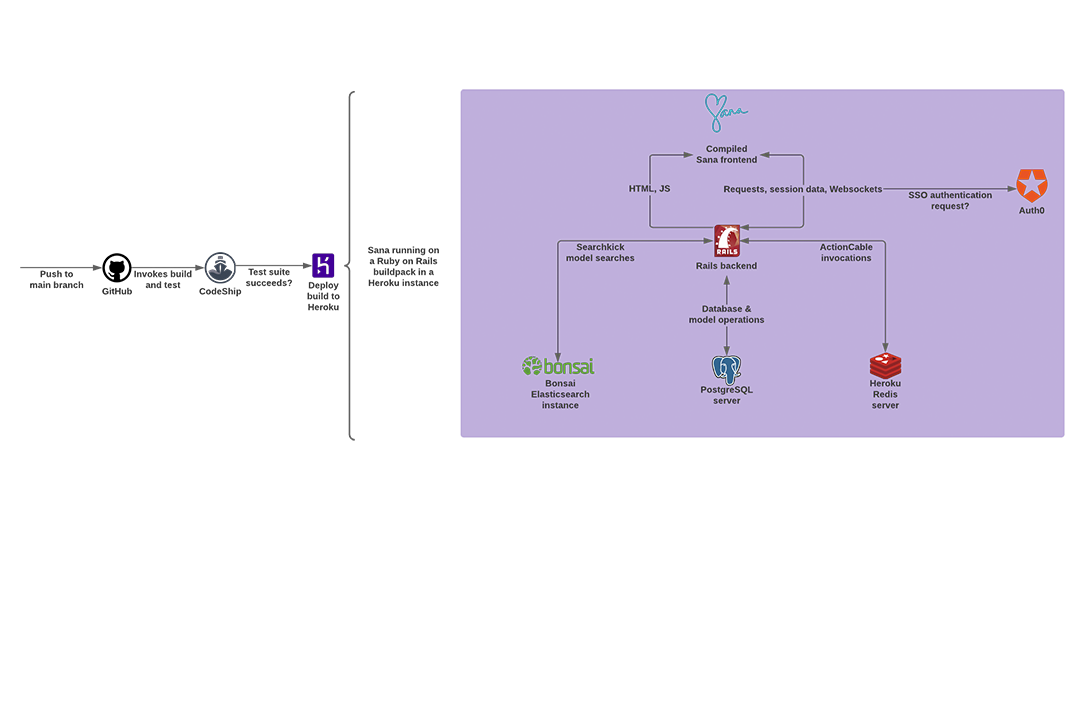 Push to
main branch
GitHub
Invokes build
and test
CodeShip
Test suite
succeeds?
Deploy
build to
Heroku
Sana running on
a Ruby on Rails
buildpack in a
Heroku instance
Sana
Compiled
Sana frontend
HTML, JS
Requests, session data, Websockets
SSO authentication
request?
Auth0
RAILS
Rails backend
Searchkick
model searches
ActionCable
invocations
Database &
model operations
bonsai
Bonsai
Elasticsearch
instance
PostgreSQL
server
Heroku
Redis
server